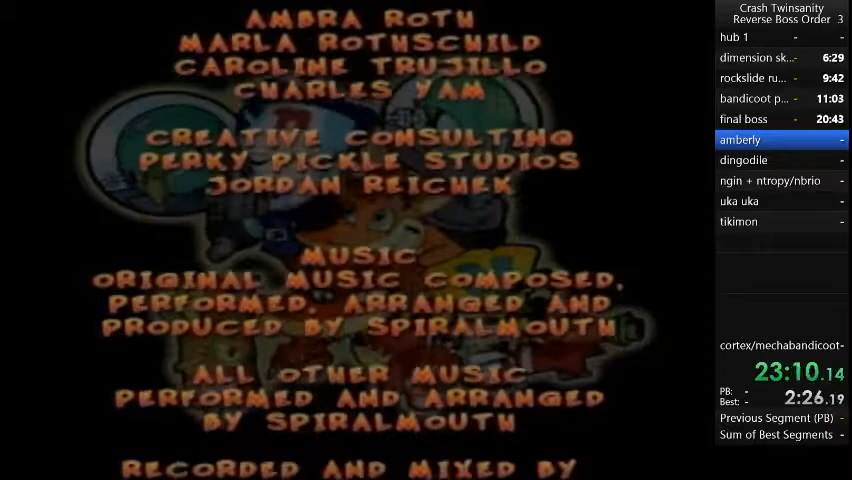 AMBRA ROTH
MARLA ROTHSCHILD
CAROLINE TRUJILLO
CHARLES YAM
CREATIVE CONSULTING
PERKY PICKLE STUDIOS
JORDAN REICHEK
MUSIC
ORIGINAL MUSIC COMPOSED,
PERFORMED, ARRANGED AND
PRODUCED BY SPIRALMOUTH
ALL OTHER MUSIC
PERFORMED AND ARRANGED
BY SPIRALMOUTH
RECORDED AND MIXED BY
Crash Twinsanity
Reverse Boss Order 3
hub 1 - -
dimension sk...- 6:29
rockslide ru... - 9:42
bandicoot p... - 11:03
final boss - 20:43
amberly -
dingodile -
ngin + ntropy/nbrio -
uka uka -
tikimon -
cortex/mechabandicoot-
23:10.14
PB: -
Best: - 2:26.19
Previous Segment (PB) -
Sum of Best Segments -